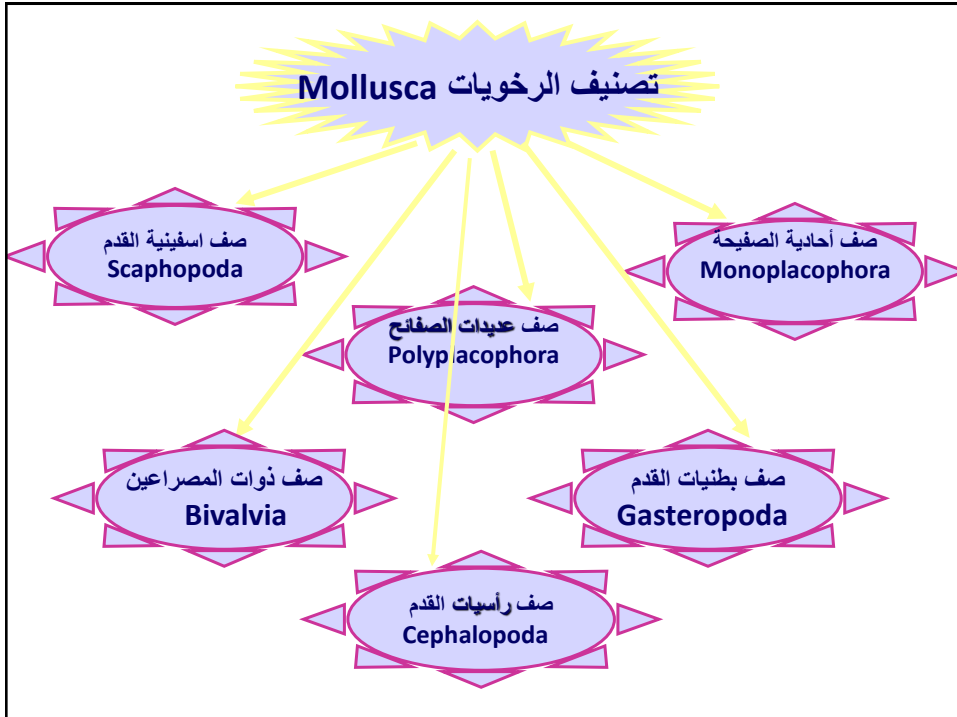 تصنيف الرخويات Mollusca
صف أحادية الصفيحة
Monoplacophora
صف اسفينية القدم
Scaphopoda
صف عديدات الصفائح
Polyplacophora
صف بطنيات القدم
Gasteropoda
صف ذوات المصراعين
Bivalvia
صف رأسيات القدم
Cephalopoda